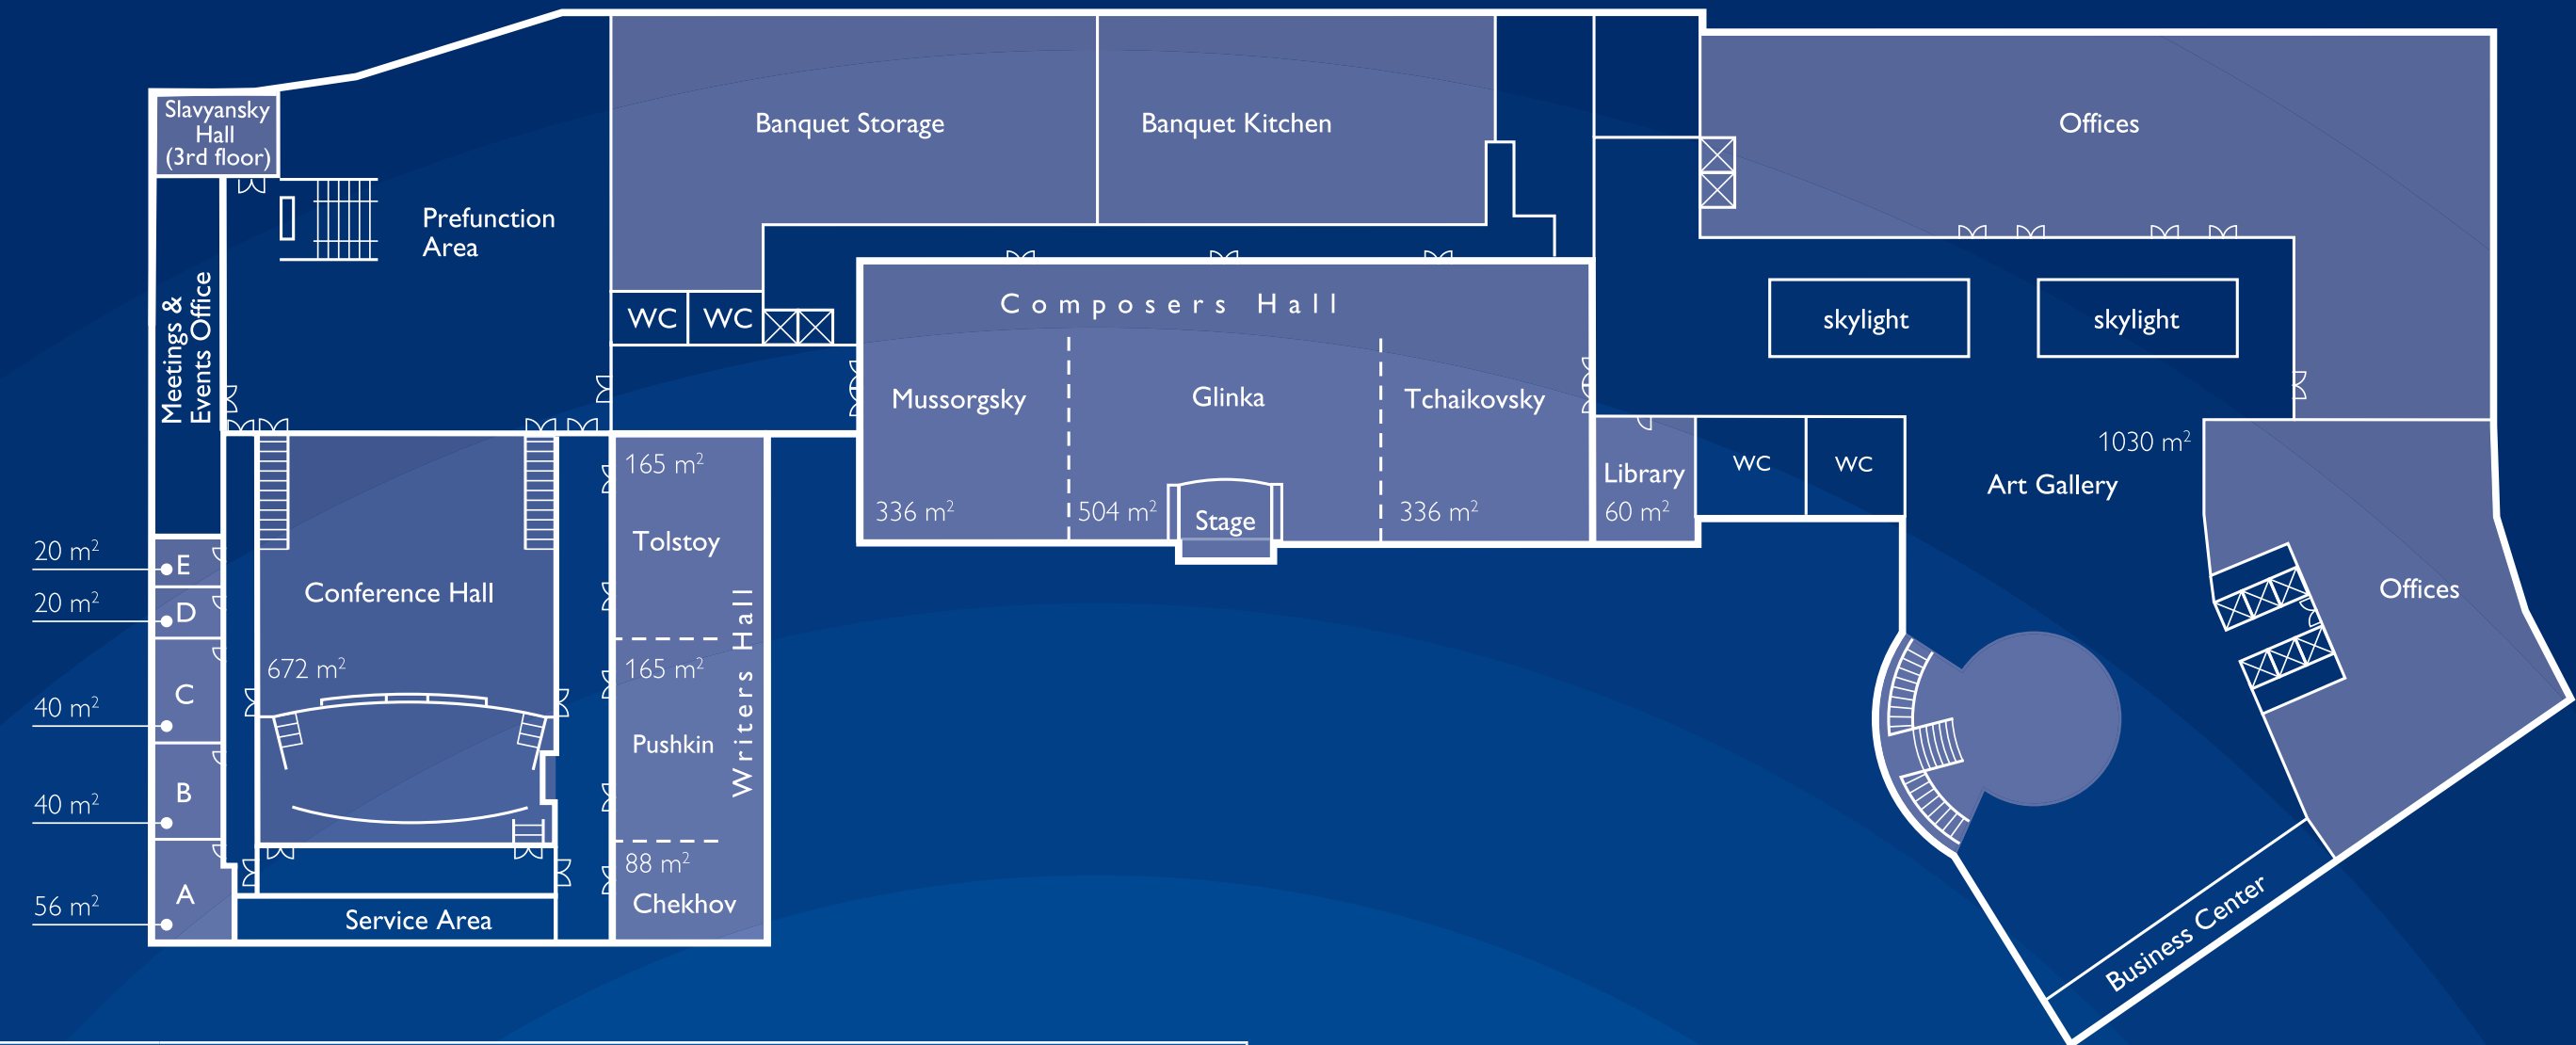 Slavyansky
Hall
(3rd floor)
Prefunction
Area
Meetings &
Events Office
Banquet Storage
Banquet Kitchen
Offices
WC
WC
Composers Hall
Mussorgsky
Glinka
Tchaikovsky
336 m²
504 m²
Stage
336 m²
Library
60 m²
WC
WC
skylight
skylight
1030 m²
Art Gallery
Offices
Business Center
20 m²
E
20 m²
D
40 m²
C
40 m²
B
56 m²
A
Conference Hall
672 m²
Service Area
165 m²
Tolstoy
165 m²
Pushkin
88 m²
Chekhov
Writers Hall